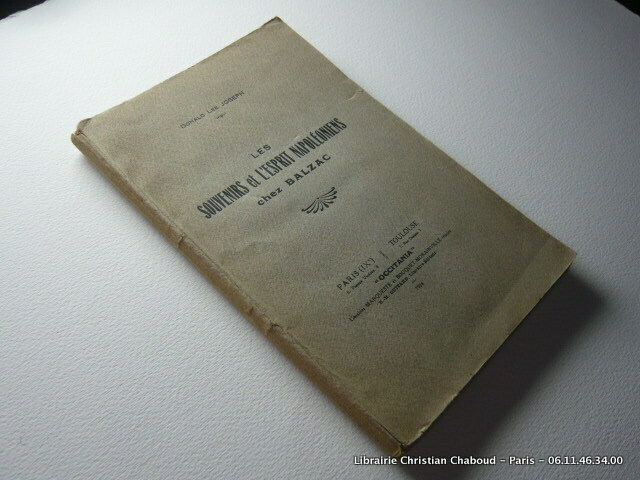 DONALD LEE JOSEPH
LES
SOUVENIRS et L'ESPRIT NAPOLÉONIENS
chez BALZAC
PARIS (IXᵉ)
TOULOUSE
"OCCITANIA"
Librairie Christian Chaboud - Paris - 06.11.46.34.00